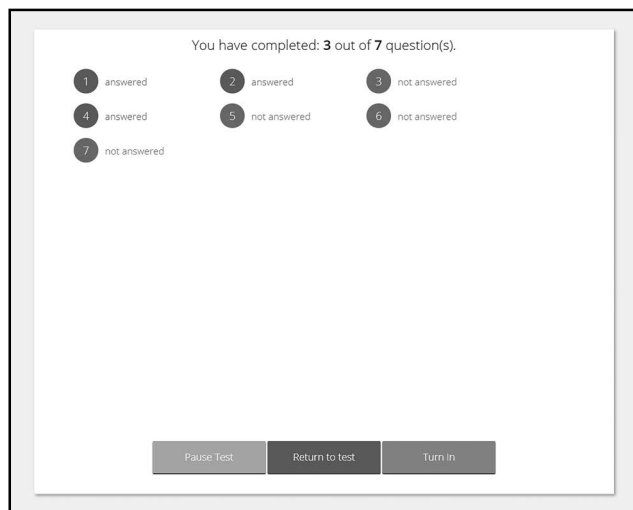 You have completed: 3 out of 7 question(s).
1 answered 2 answered 3 not answered
4 answered 5 not answered 6 not answered
7 not answered
Pause Test Return to test Turn In